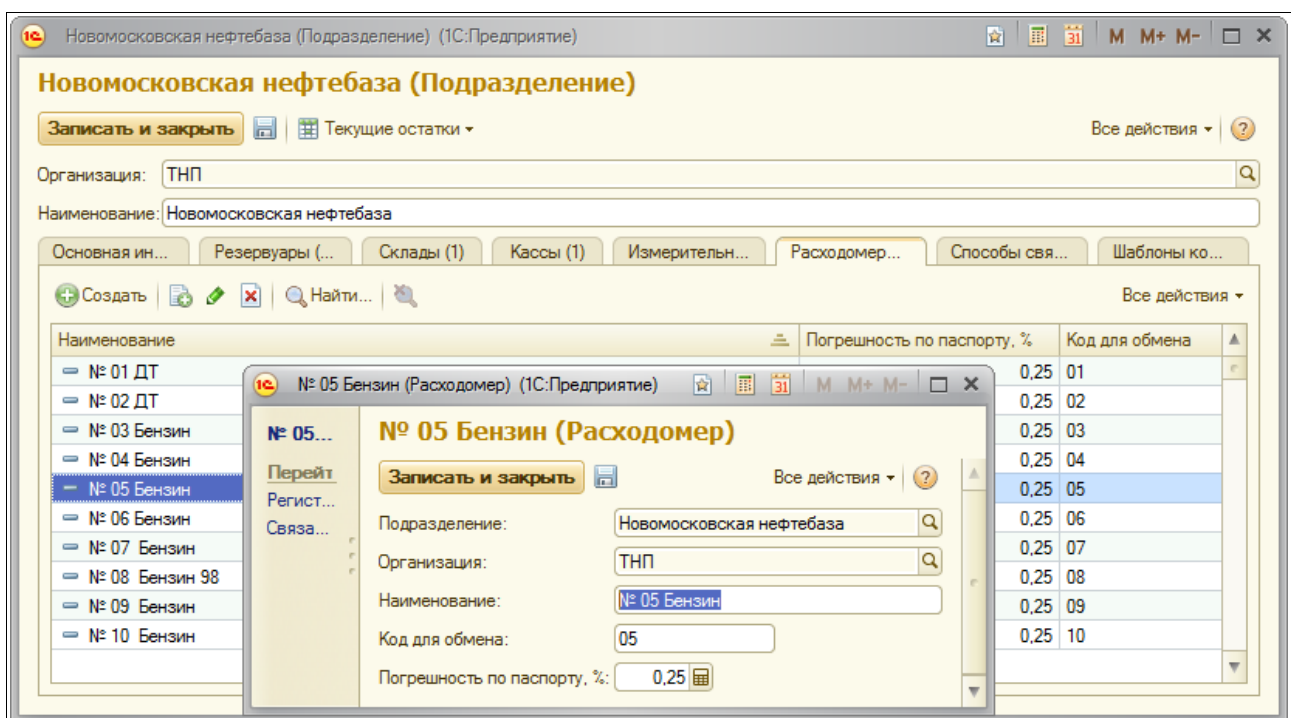 Новомосковская нефтебаза (Подразделение) (1С:Предприятие) 31 M M+ M-
Новомосковская нефтебаза (Подразделение)
Записать и закрыть Текущие остатки Все действия ?
Организация: ТНП
Наименование: Новомосковская нефтебаза
Основная ин... Резервуары (... Склады (1) Кассы (1) Измерительн... Расходомер... Способы свя... Шаблоны ко...
Создать Найти... Все действия
Наименование Погрешность по паспорту, % Код для обмена
№ 01 ДТ 0,25 01
№ 02 ДТ 0,25 02
№ 03 Бензин 0,25 03
№ 04 Бензин 0,25 04
№ 05 Бензин 0,25 05
№ 06 Бензин 0,25 06
№ 07 Бензин 0,25 07
№ 08 Бензин 98 0,25 08
№ 09 Бензин 0,25 09
№ 10 Бензин 0,25 10
№ 05 Бензин (Расходомер) (1С:Предприятие) 31 M M+ M-
№ 05...
Перейт
Регист...
Связа...
№ 05 Бензин (Расходомер)
Записать и закрыть Все действия ?
Подразделение: Новомосковская нефтебаза
Организация: ТНП
Наименование: № 05 Бензин
Код для обмена: 05
Погрешность по паспорту, %: 0,25